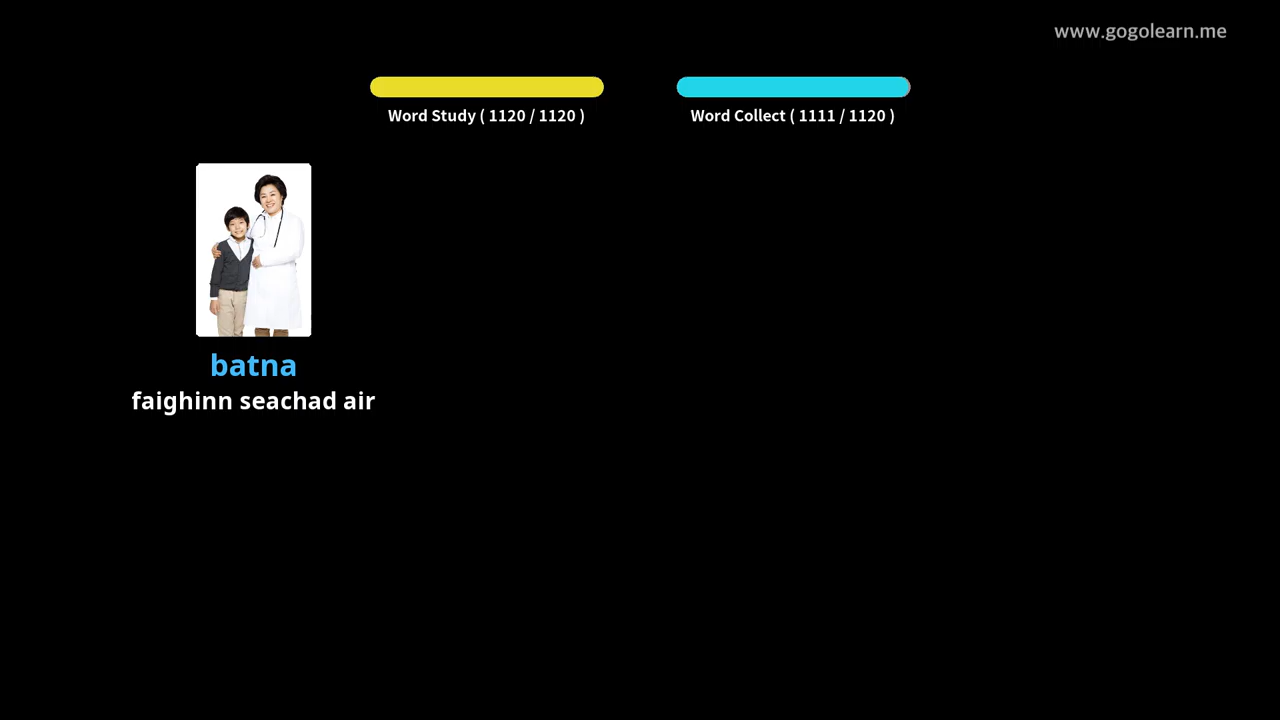 www.gogolearn.me
Word Study ( 1120 / 1120 )
Word Collect ( 1111 / 1120 )
batna
faighinn seachad air